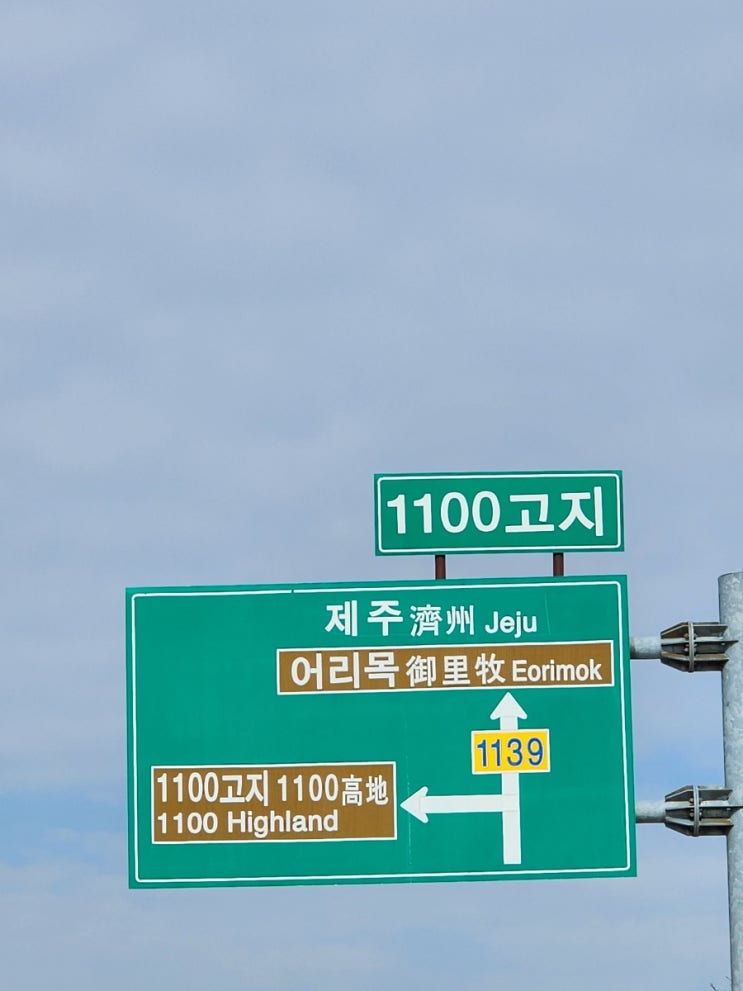 1100고지
제주 濟州 Jeju
어리목 御里牧 Eorimok
1139
1100고지 1100高地
1100 Highland